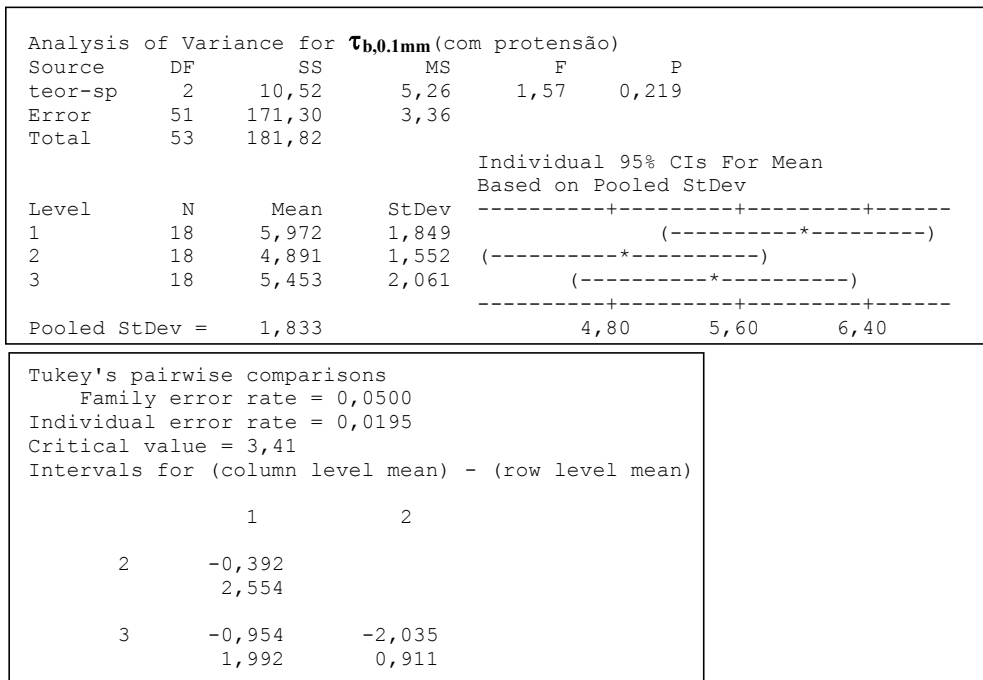 Analysis of Variance for τb,0.1mm(com protensão)
Source DF SS MS F P
teor-sp 2 10,52 5,26 1,57 0,219
Error 51 171,30 3,36
Total 53 181,82
Individual 95% CIs For Mean
Based on Pooled StDev
Level N Mean StDev ----------+---------+---------+------
1 18 5,972 1,849 (----------*---------)
2 18 4,891 1,552 (----------*----------)
3 18 5,453 2,061 (----------*----------)
----------+---------+---------+------
Pooled StDev = 1,833 4,80 5,60 6,40
Tukey's pairwise comparisons
Family error rate = 0,0500
Individual error rate = 0,0195
Critical value = 3,41
Intervals for (column level mean) - (row level mean)
1 2
2 -0,392
2,554
3 -0,954 -2,035
1,992 0,911